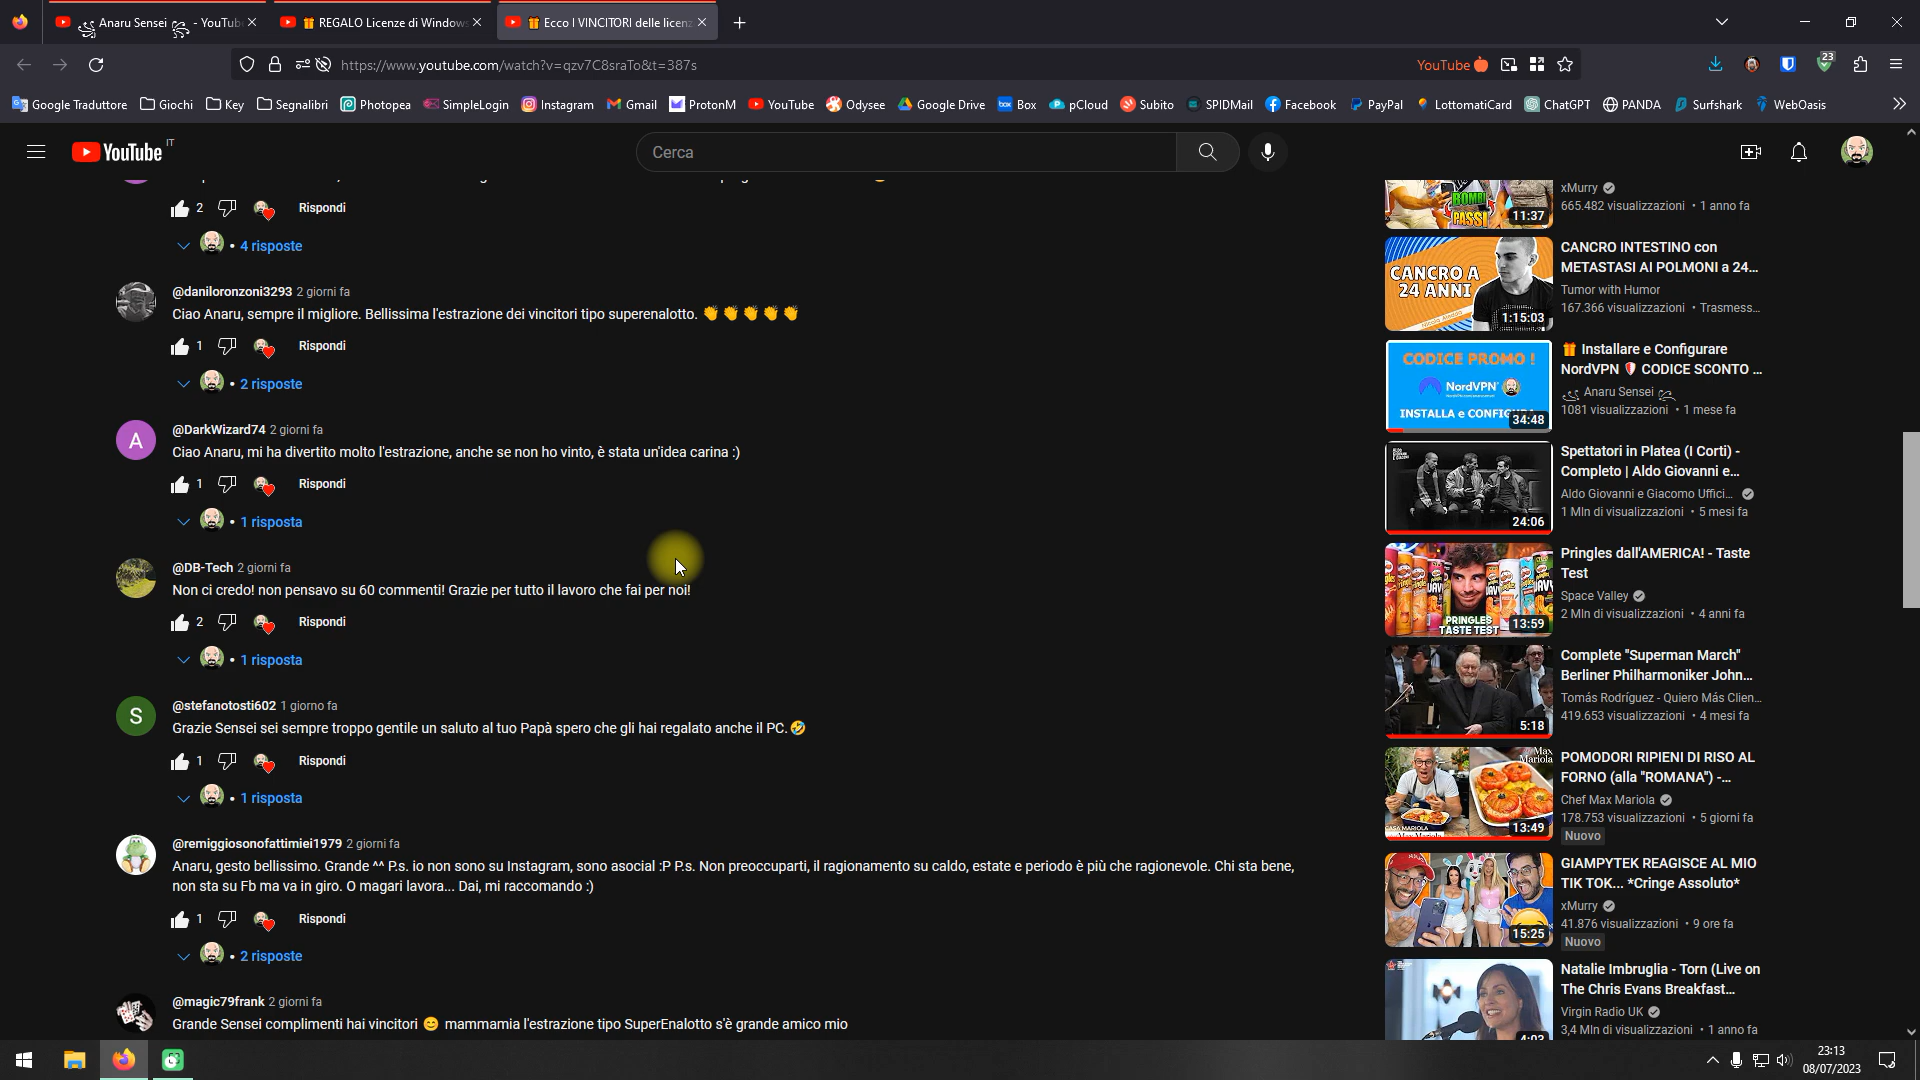 Anaru Sensei - YouTub
REGALO Licenze di Window
Ecco I VINCITORI delle licen
https://www.youtube.com/watch?v=qzv7C8sraTo&t=387s
YouTube
23
Google Traduttore
Giochi
Key
Segnalibri
Photopea
SimpleLogin
Instagram
Gmail
ProtonM
YouTube
Odysee
Google Drive
Box
pCloud
Subito
SPIDMail
Facebook
PayPal
LottomatiCard
ChatGPT
PANDA
Surfshark
WebOasis
YouTube IT
Cerca
2 Rispondi
• 4 risposte
@daniloronzoni3293 2 giorni fa
Ciao Anaru, sempre il migliore. Bellissima l'estrazione dei vincitori tipo superenalotto. 👏👏👏👏👏
1 Rispondi
• 2 risposte
A
@DarkWizard74 2 giorni fa
Ciao Anaru, mi ha divertito molto l'estrazione, anche se non ho vinto, è stata un'idea carina :)
1 Rispondi
• 1 risposta
@DB-Tech 2 giorni fa
Non ci credo! non pensavo su 60 commenti! Grazie per tutto il lavoro che fai per noi!
2 Rispondi
• 1 risposta
S
@stefanotosti602 1 giorno fa
Grazie Sensei sei sempre troppo gentile un saluto al tuo Papà spero che gli hai regalato anche il PC. 🤣
1 Rispondi
• 1 risposta
@remiggiosonofattimiei1979 2 giorni fa
Anaru, gesto bellissimo. Grande ^^ P.s. io non sono su Instagram, sono asocial :P P.s. Non preoccuparti, il ragionamento su caldo, estate e periodo è più che ragionevole. Chi sta bene,
non sta su Fb ma va in giro. O magari lavora... Dai, mi raccomando :)
1 Rispondi
• 2 risposte
@magic79frank 2 giorni fa
Grande Sensei complimenti hai vincitori 😊 mammamia l'estrazione tipo SuperEnalotto s'è grande amico mio
BOMBI
PASSI
11:37
xMurry
665.482 visualizzazioni • 1 anno fa
CANCRO A
24 ANNI
1:15:03
CANCRO INTESTINO con
METASTASI AI POLMONI a 24...
Tumor with Humor
167.366 visualizzazioni • Trasmess...
CODICE PROMO !
NordVPN
INSTALLA e CONFIGURA
34:48
🎁 Installare e Configurare
NordVPN 🛡 CODICE SCONTO ...
Anaru Sensei
1081 visualizzazioni • 1 mese fa
24:06
Spettatori in Platea (I Corti) -
Completo | Aldo Giovanni e...
Aldo Giovanni e Giacomo Uffici...
1 Mln di visualizzazioni • 5 mesi fa
PRINGLES
TASTE TEST
13:59
Pringles dall'AMERICA! - Taste
Test
Space Valley
2 Mln di visualizzazioni • 4 anni fa
5:18
Complete "Superman March"
Berliner Philharmoniker John...
Tomás Rodríguez - Quiero Más Clien...
419.653 visualizzazioni • 4 mesi fa
Max
Mariola
CASA MARIOLA
13:49
POMODORI RIPIENI DI RISO AL
FORNO (alla "ROMANA") -...
Chef Max Mariola
178.753 visualizzazioni • 5 giorni fa
Nuovo
15:25
GIAMPYTEK REAGISCE AL MIO
TIK TOK... *Cringe Assoluto*
xMurry
41.876 visualizzazioni • 9 ore fa
Nuovo
4:03
Natalie Imbruglia - Torn (Live on
The Chris Evans Breakfast...
Virgin Radio UK
3,4 Mln di visualizzazioni • 1 anno fa
23:13
08/07/2023